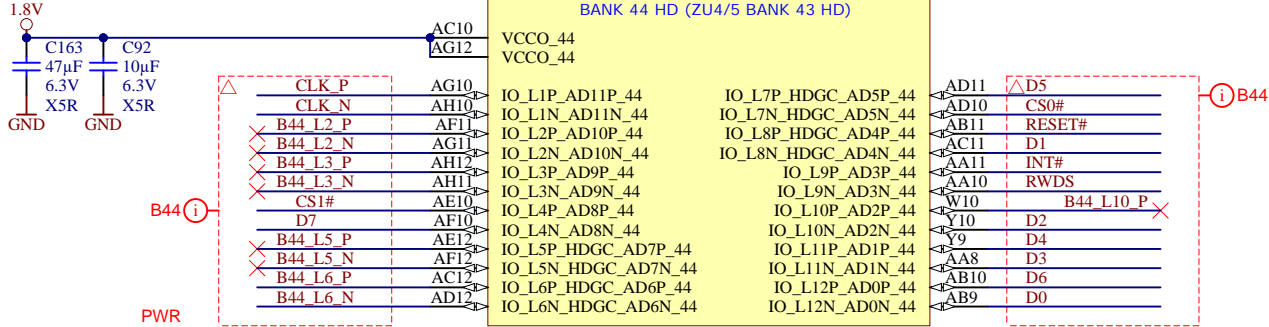 1.8V
BANK 44 HD (ZU4/5 BANK 43 HD)
C163
47µF
6.3V
X5R
GND
C92
10µF
6.3V
X5R
GND
AC10 VCCO_44
AG12 VCCO_44
CLK_P AG10 IO_L1P_AD11P_44
CLK_N AH10 IO_L1N_AD11N_44
B44_L2_P AF11 IO_L2P_AD10P_44
B44_L2_N AG11 IO_L2N_AD10N_44
B44_L3_P AH12 IO_L3P_AD9P_44
B44_L3_N AH11 IO_L3N_AD9N_44
CS1# AE10 IO_L4P_AD8P_44
D7 AF10 IO_L4N_AD8N_44
B44_L5_P AE12 IO_L5P_HDGC_AD7P_44
B44_L5_N AF12 IO_L5N_HDGC_AD7N_44
B44_L6_P AC12 IO_L6P_HDGC_AD6P_44
B44_L6_N AD12 IO_L6N_HDGC_AD6N_44
B44 i
PWR
IO_L7P_HDGC_AD5P_44 AD11 D5
IO_L7N_HDGC_AD5N_44 AD10 CS0#
IO_L8P_HDGC_AD4P_44 AB11 RESET#
IO_L8N_HDGC_AD4N_44 AC11 D1
IO_L9P_AD3P_44 AA11 INT#
IO_L9N_AD3N_44 AA10 RWDS
IO_L10P_AD2P_44 W10 B44_L10_P
IO_L10N_AD2N_44 Y10 D2
IO_L11P_AD1P_44 Y9 D4
IO_L11N_AD1N_44 AA8 D3
IO_L12P_AD0P_44 AB10 D6
IO_L12N_AD0N_44 AB9 D0
i B44